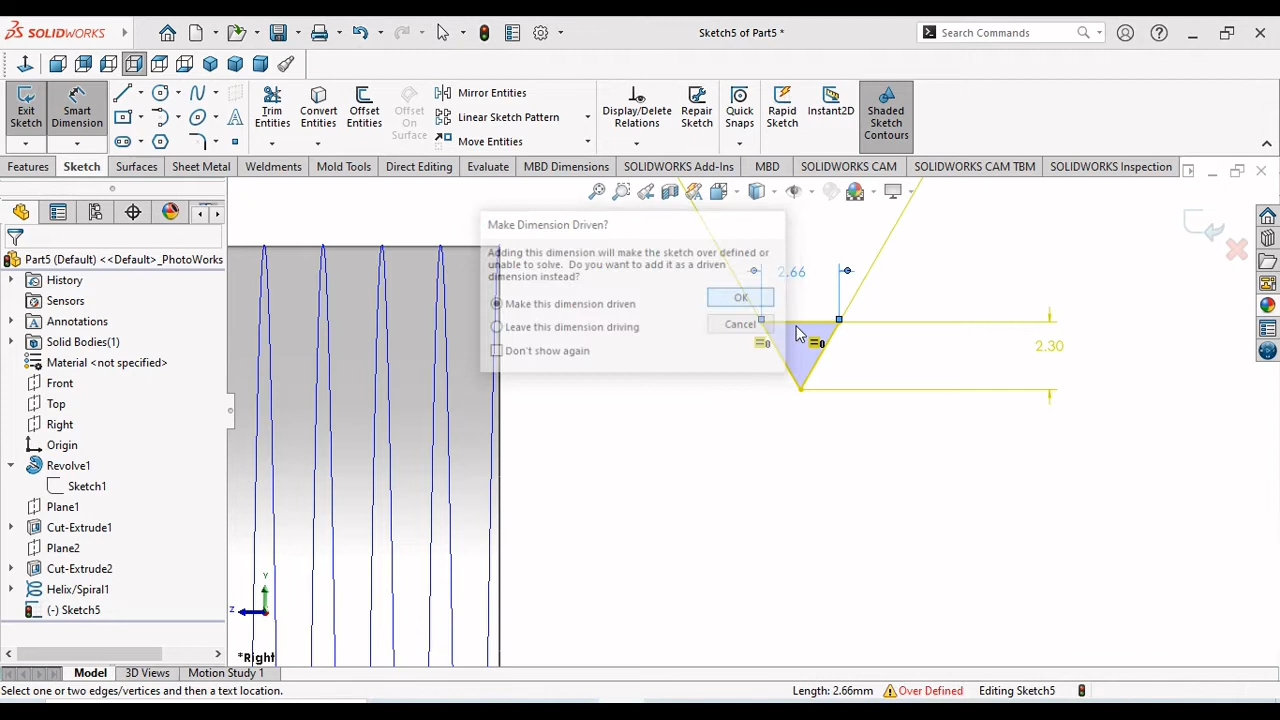 SOLIDWORKS
Sketch5 of Part5 *
Search Commands
Exit Sketch
Smart Dimension
Trim Entities
Convert Entities
Offset Entities
Offset On Surface
Mirror Entities
Linear Sketch Pattern
Move Entities
Display/Delete Relations
Repair Sketch
Quick Snaps
Rapid Sketch
Instant2D
Shaded Sketch Contours
Features
Sketch
Surfaces
Sheet Metal
Weldments
Mold Tools
Direct Editing
Evaluate
MBD Dimensions
SOLIDWORKS Add-Ins
MBD
SOLIDWORKS CAM
SOLIDWORKS CAM TBM
SOLIDWORKS Inspection
Part5 (Default) <<Default>_PhotoWorks
History
Sensors
Annotations
Solid Bodies(1)
Material <not specified>
Front
Top
Right
Origin
Revolve1
Sketch1
Plane1
Cut-Extrude1
Plane2
Cut-Extrude2
Helix/Spiral1
(-) Sketch5
Make Dimension Driven?
Adding this dimension will make the sketch over defined or
unable to solve. Do you want to add it as a driven
dimension instead?
Make this dimension driven
Leave this dimension driving
Don't show again
OK
Cancel
2.66
2.30
0
0
Y
Z
*Right
Model
3D Views
Motion Study 1
Select one or two edges/vertices and then a text location.
Length: 2.66mm
Over Defined
Editing Sketch5